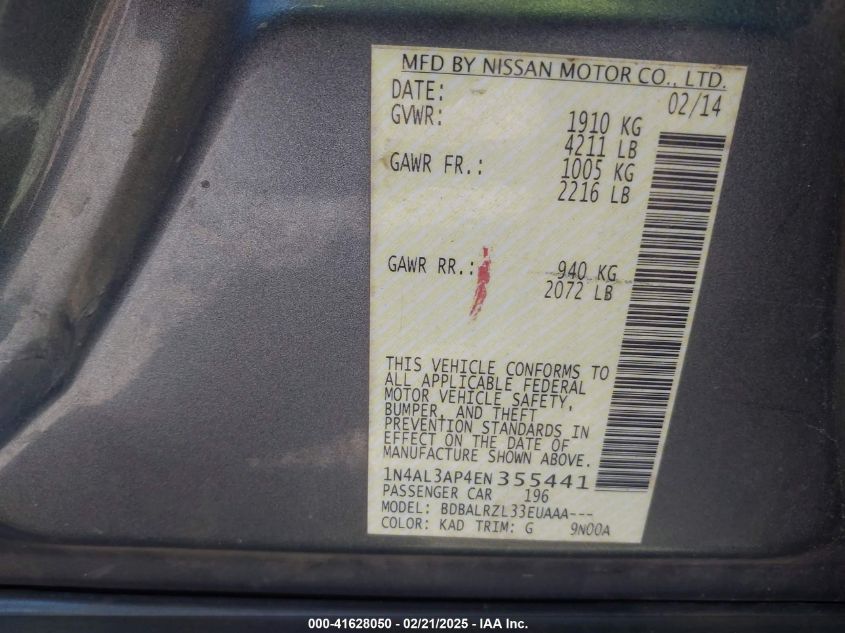 MFD BY NISSAN MOTOR CO., LTD.
DATE: 02/14
GVWR: 1910 KG
4211 LB
GAWR FR.: 1005 KG
2216 LB
GAWR RR.: 940 KG
2072 LB
THIS VEHICLE CONFORMS TO
ALL APPLICABLE FEDERAL
MOTOR VEHICLE SAFETY,
BUMPER, AND THEFT
PREVENTION STANDARDS IN
EFFECT ON THE DATE OF
MANUFACTURE SHOWN ABOVE.
1N4AL3AP4EN355441
PASSENGER CAR 196
MODEL: BDBALRZL33EUAAA---
COLOR: KAD TRIM: G 9N00A
000-41628050 — 02/21/2025 — IAA Inc.